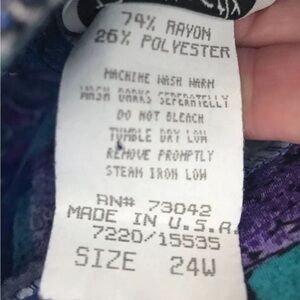 74% RAYON
26% POLYESTER
MACHINE WASH WARM
WASH DARKS SEPERATELLY
DO NOT BLEACH
TUMBLE DRY LOW
REMOVE PROMPTLY
STEAM IRON LOW
RN# 73042
MADE IN U.S.A.
7220/15535
SIZE 24W